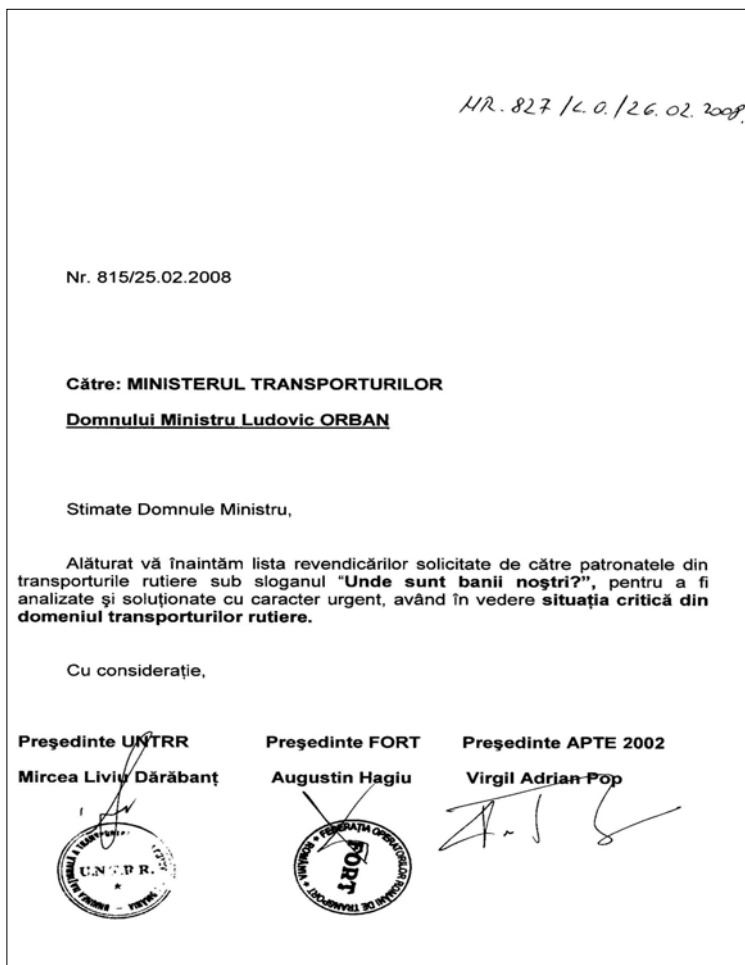 NR. 827/L.O./26.02.2008.
Nr. 815/25.02.2008
Către: MINISTERUL TRANSPORTURILOR
Domnului Ministru Ludovic ORBAN
Stimate Domnule Ministru,
Alăturat vă înaintăm lista revendicărilor solicitate de către patronatele din
transporturile rutiere sub sloganul “Unde sunt banii noştri?”, pentru a fi
analizate şi soluţionate cu caracter urgent, având în vedere situaţia critică din
domeniul transporturilor rutiere.
Cu consideraţie,
Preşedinte UNTRR Preşedinte FORT Preşedinte APTE 2002
Mircea Liviu Dărăbanţ Augustin Hagiu Virgil Adrian Pop
UNIUNEA NAŢIONALĂ A
U.N.T.R.R.
FEDERAŢIA OPERATORILOR ROMÂNI DE TRANSPORT * ROMÂNIA *
FORT